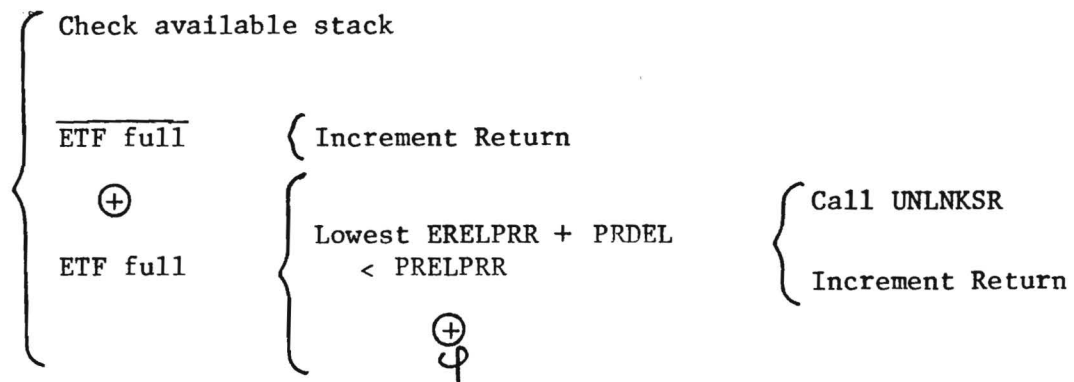 Check available stack
ETF full
Increment Return
⊕
Call UNLNKSR
Lowest ERELPRR + PRDEL
ETF full
< PRELPRR
Increment Return
⊕
φ